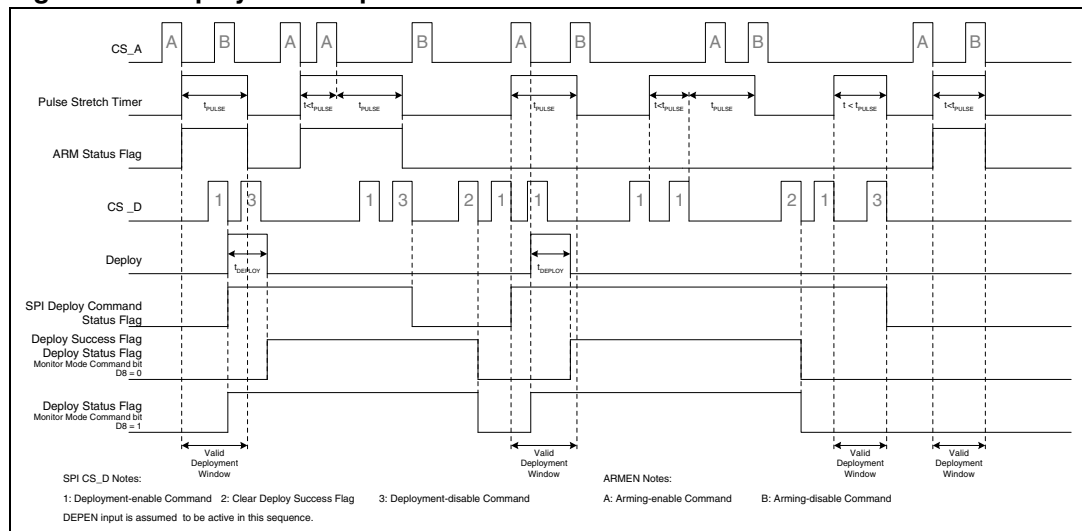 A B A A B A B A B A B
CS_A
Pulse Stretch Timer
tPULSE t<tPULSE tPULSE tPULSE t<tPULSE tPULSE t < tPULSE t<tPULSE
ARM Status Flag
1 3 1 3 2 1 1 1 1 2 1 3
CS _D
Deploy
tDEPLOY tDEPLOY
SPI Deploy Command
Status Flag
Deploy Success Flag
Deploy Status Flag
Monitor Mode Command bit
D8 = 0
Deploy Status Flag
Monitor Mode Command bit
D8 = 1
Valid
Deployment
Window
Valid
Deployment
Window
Valid
Deployment
Window
Valid
Deployment
Window
SPI CS_D Notes:
ARMEN Notes:
1: Deployment-enable Command 2: Clear Deploy Success Flag 3: Deployment-disable Command
A: Arming-enable Command B: Arming-disable Command
DEPEN input is assumed to be active in this sequence.